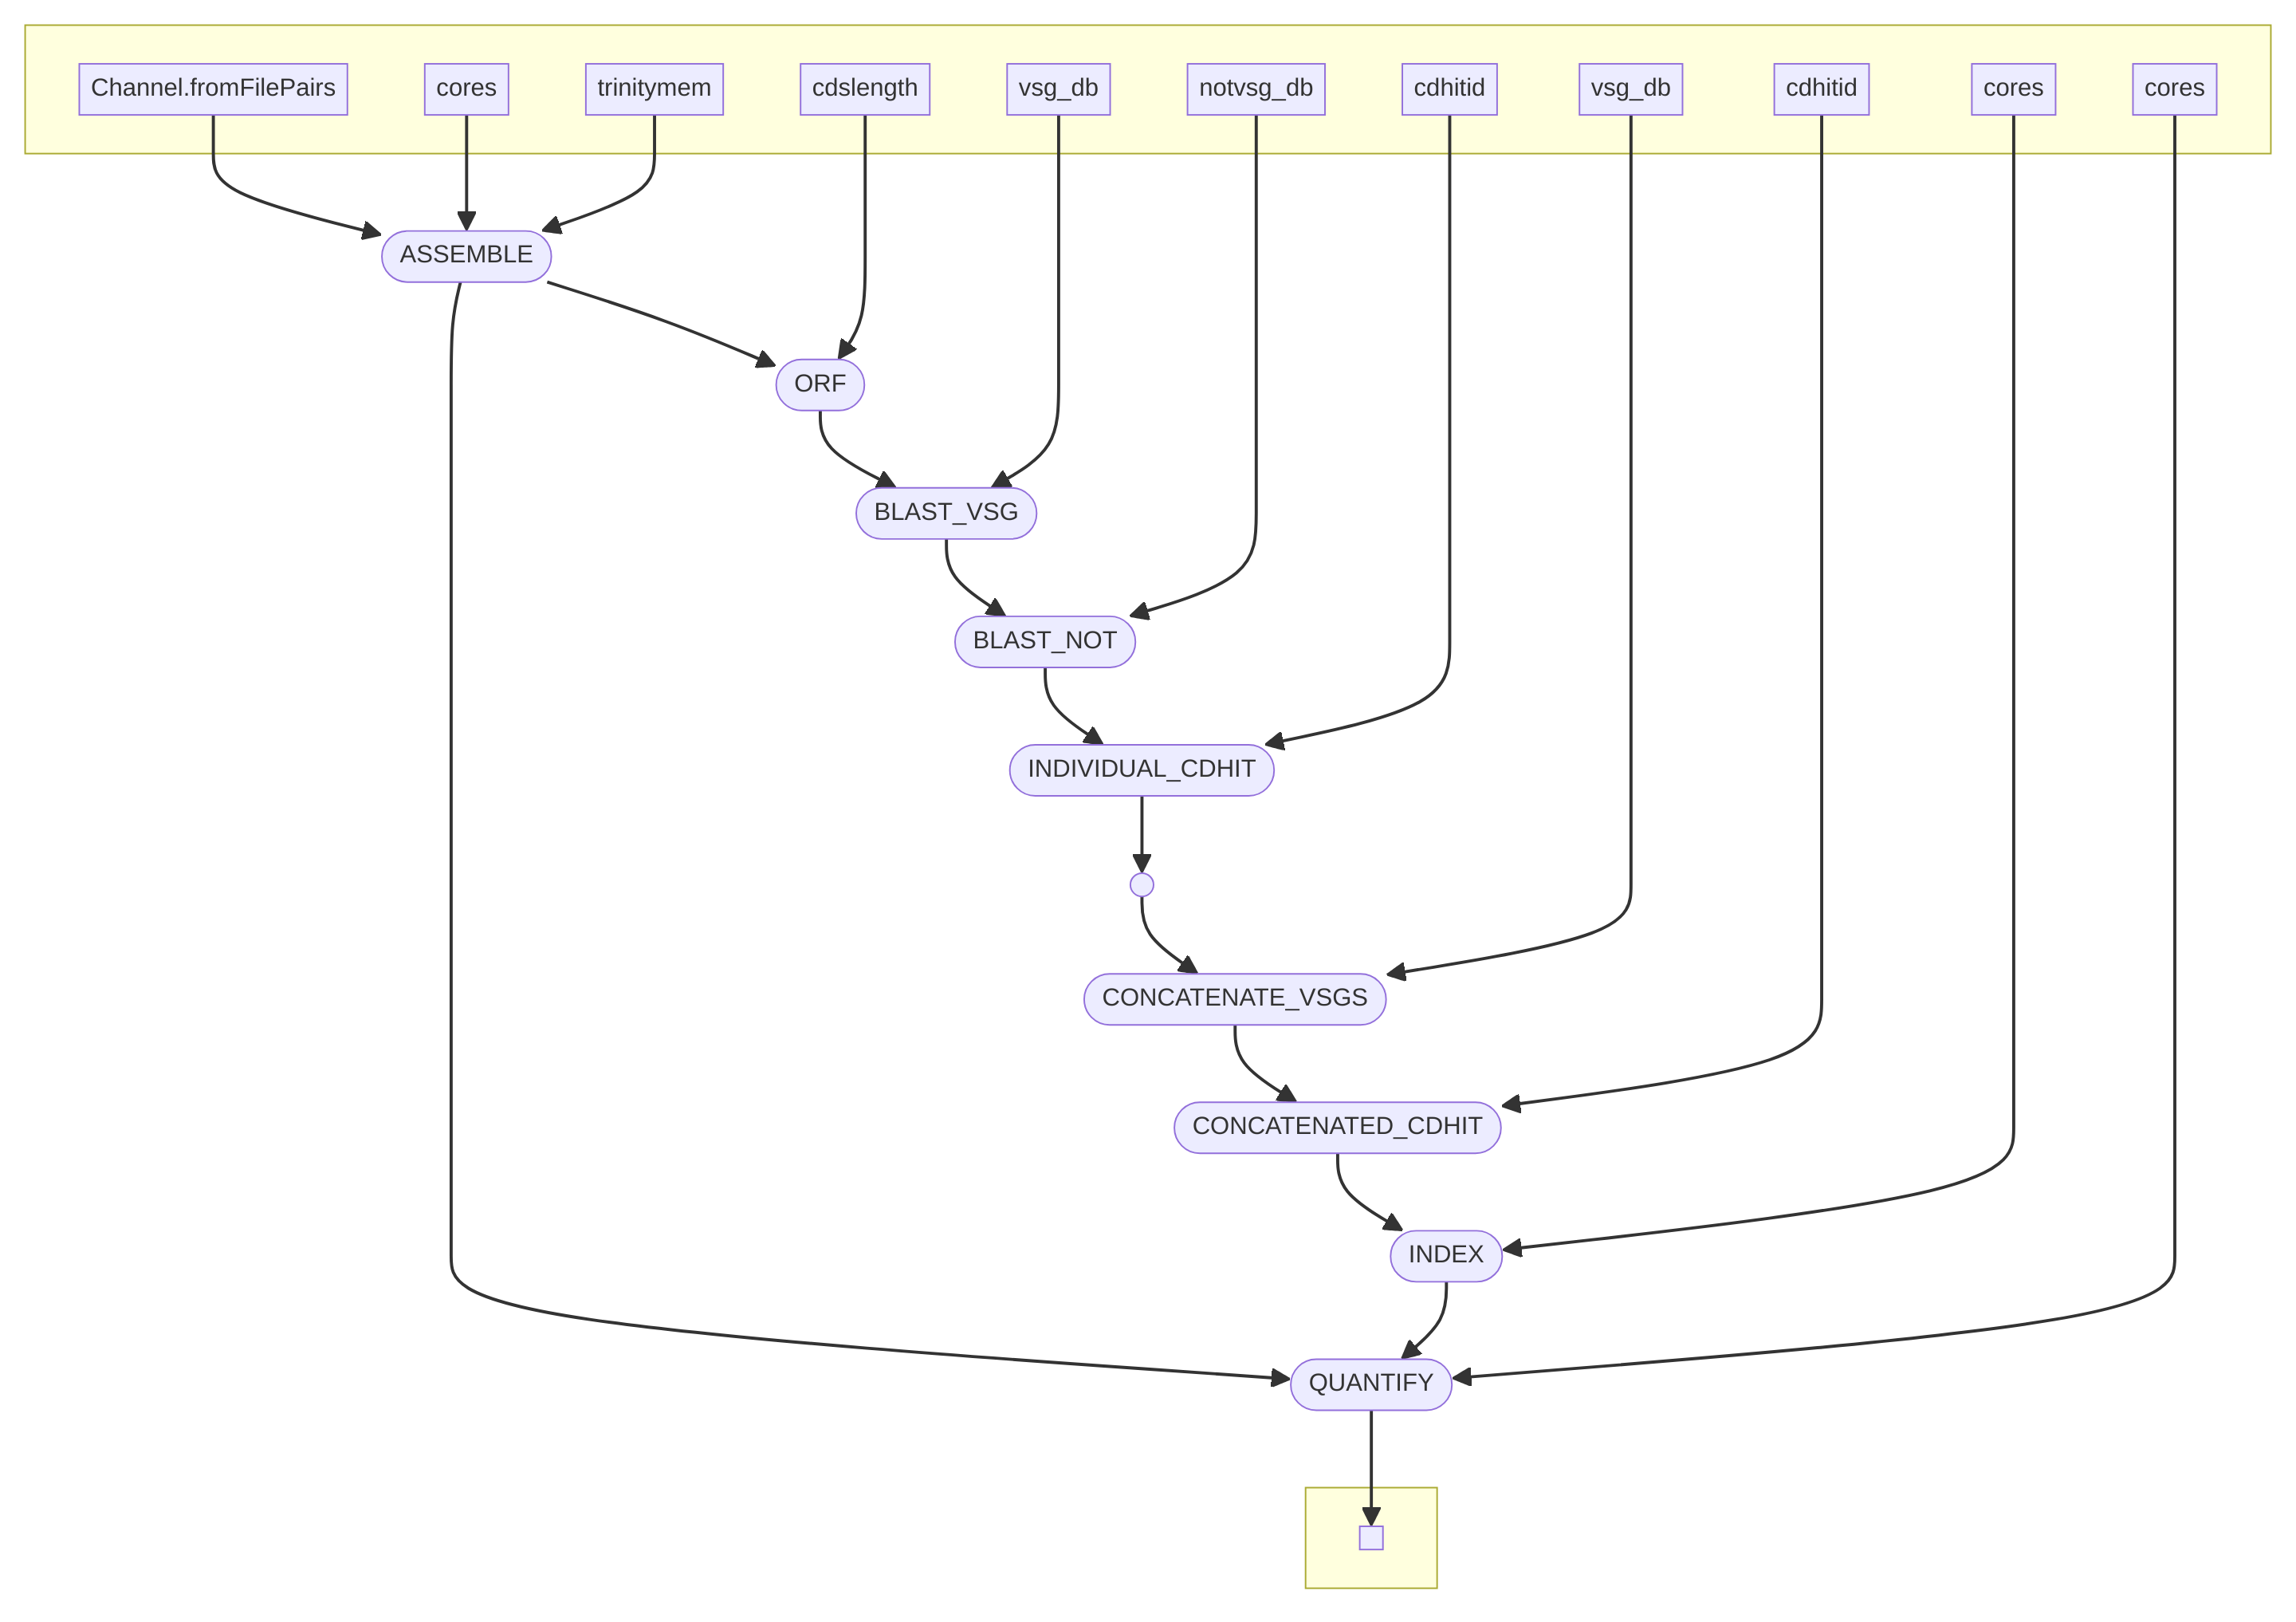 Channel.fromFilePairs
cores
trinitymem
cdslength
vsg_db
notvsg_db
cdhitid
vsg_db
cdhitid
cores
cores
ASSEMBLE
ORF
BLAST_VSG
BLAST_NOT
INDIVIDUAL_CDHIT
CONCATENATE_VSGS
CONCATENATED_CDHIT
INDEX
QUANTIFY